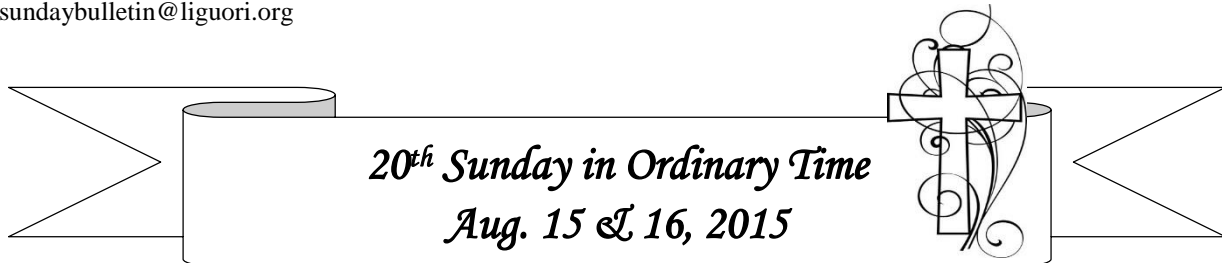 sundaybulletin@liguori.org
20th Sunday in Ordinary Time
Aug. 15 & 16, 2015